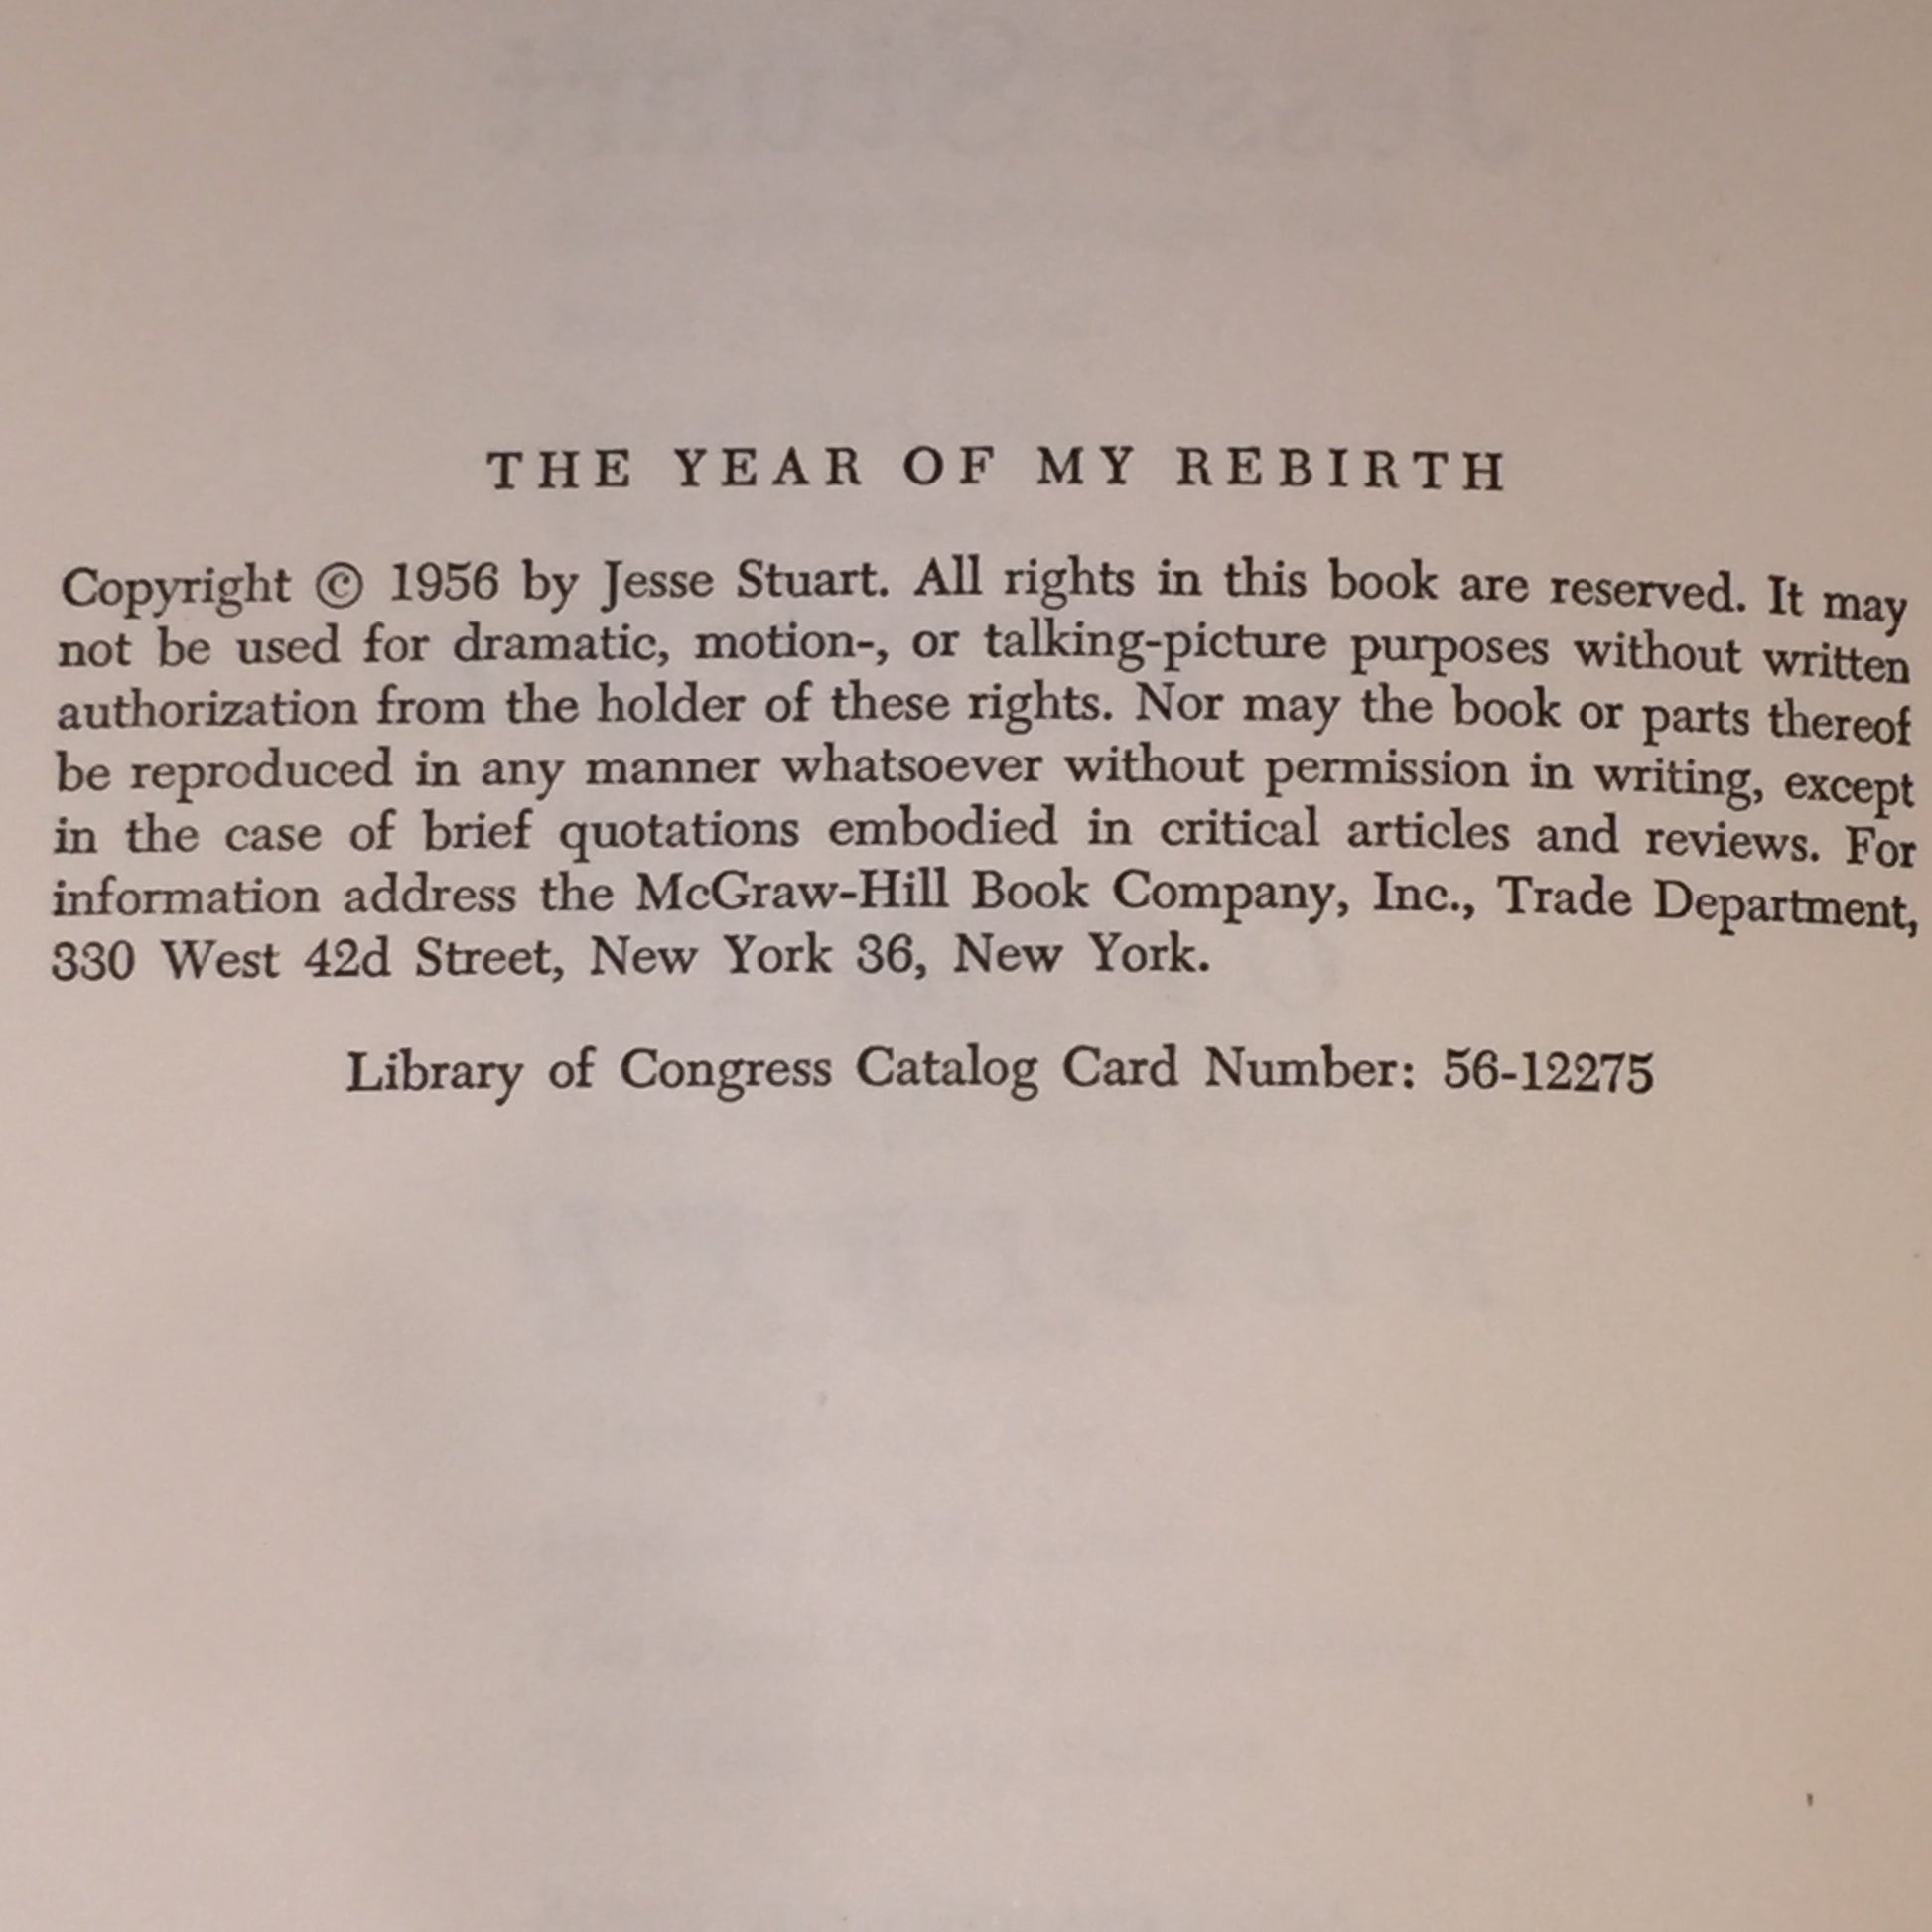 THE YEAR OF MY REBIRTH
Copyright © 1956 by Jesse Stuart. All rights in this book are reserved. It may
not be used for dramatic, motion-, or talking-picture purposes without written
authorization from the holder of these rights. Nor may the book or parts thereof
be reproduced in any manner whatsoever without permission in writing, except
in the case of brief quotations embodied in critical articles and reviews. For
information address the McGraw-Hill Book Company, Inc., Trade Department,
330 West 42d Street, New York 36, New York.
Library of Congress Catalog Card Number: 56-12275